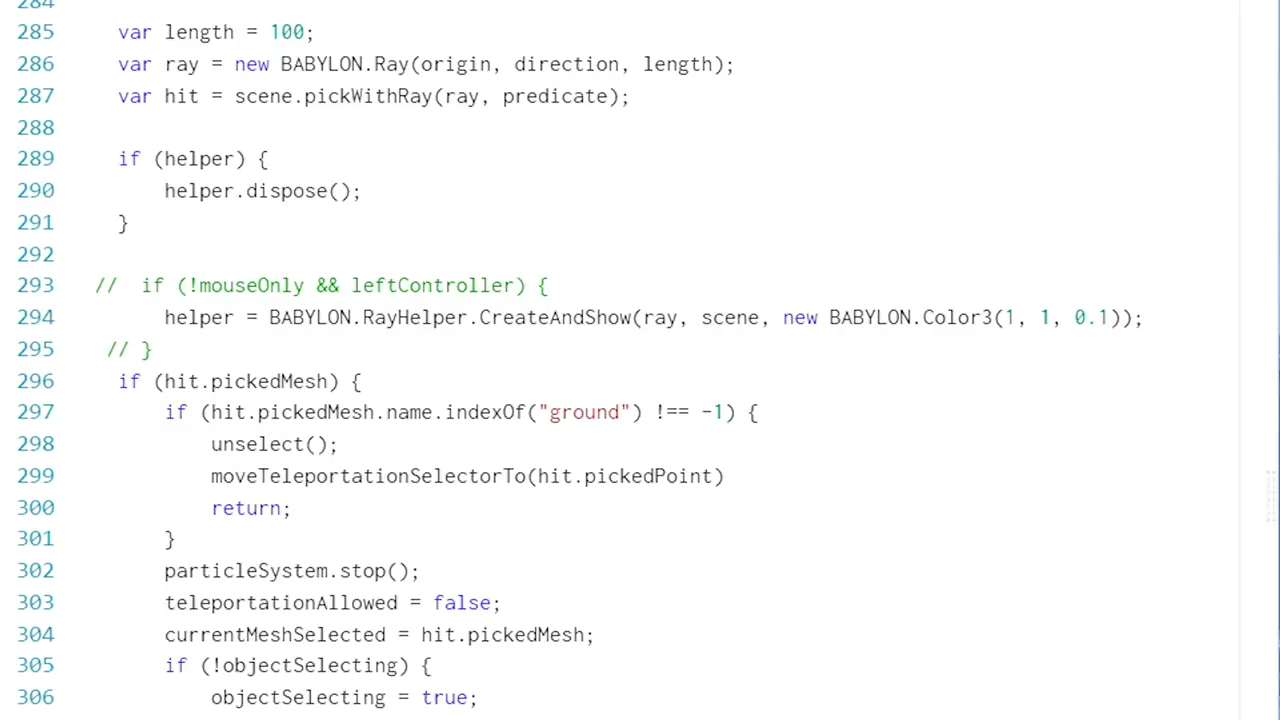 284
285 var length = 100;
286 var ray = new BABYLON.Ray(origin, direction, length);
287 var hit = scene.pickWithRay(ray, predicate);
288
289 if (helper) {
290 helper.dispose();
291 }
292
293 // if (!mouseOnly && leftController) {
294 helper = BABYLON.RayHelper.CreateAndShow(ray, scene, new BABYLON.Color3(1, 1, 0.1));
295 // }
296 if (hit.pickedMesh) {
297 if (hit.pickedMesh.name.indexOf("ground") !== -1) {
298 unselect();
299 moveTeleportationSelectorTo(hit.pickedPoint)
300 return;
301 }
302 particleSystem.stop();
303 teleportationAllowed = false;
304 currentMeshSelected = hit.pickedMesh;
305 if (!objectSelecting) {
306 objectSelecting = true;